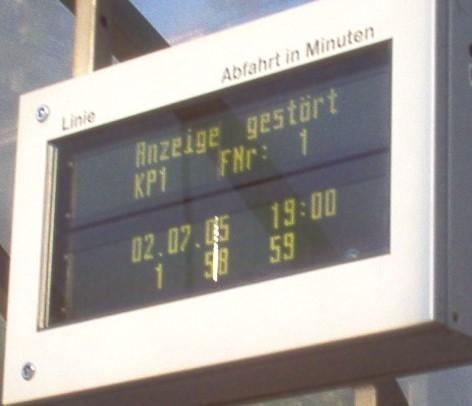 Linie Abfahrt in Minuten
Anzeige gestört
KP1 FNr: 1
02.07.05 19:00
1 58 59